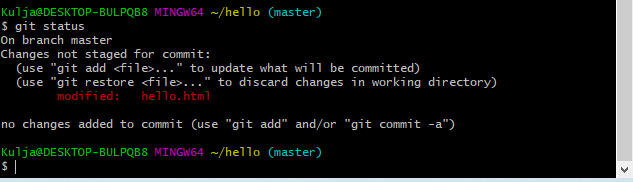 Kulja@DESKTOP-BULPQB8 MINGW64 ~/hello (master)
$ git status
On branch master
Changes not staged for commit:
  (use "git add <file>..." to update what will be committed)
  (use "git restore <file>..." to discard changes in working directory)
        modified:   hello.html

no changes added to commit (use "git add" and/or "git commit -a")

Kulja@DESKTOP-BULPQB8 MINGW64 ~/hello (master)
$